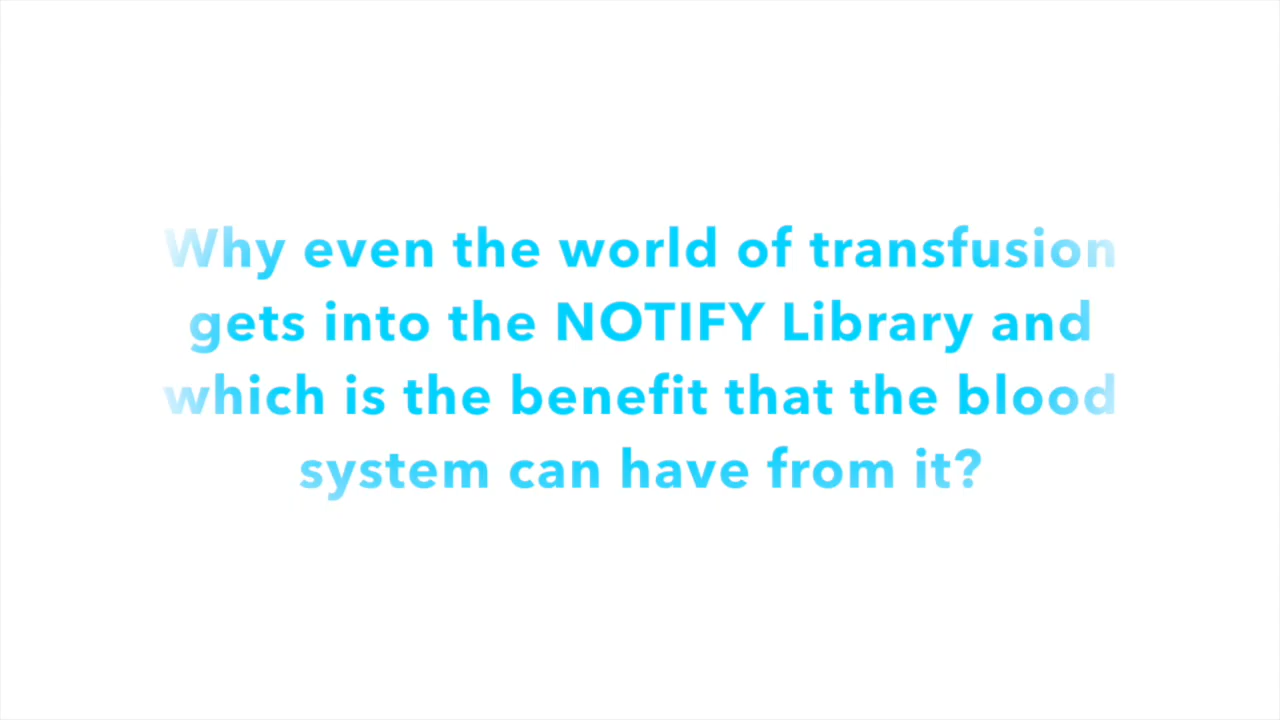 Why even the world of transfusion
gets into the NOTIFY Library and
which is the benefit that the blood
system can have from it?